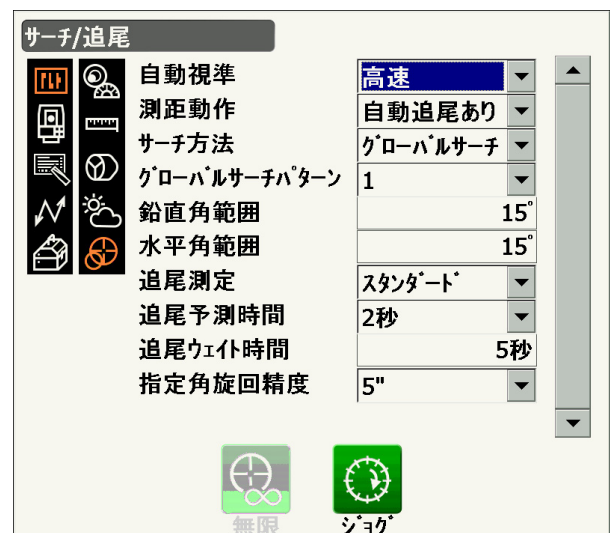 サーチ/追尾
自動視準 高速
測距動作 自動追尾あり
サーチ方法 ｸﾞﾛｰﾊﾞﾙサーチ
ｸﾞﾛｰﾊﾞﾙサーチﾊﾟﾀｰﾝ 1
鉛直角範囲 15°
水平角範囲 15°
追尾測定 ｽﾀﾝﾀﾞｰﾄﾞ
追尾予測時間 2秒
追尾ｳｪｲﾄ時間 5秒
指定角旋回精度 5"
無限 ｼﾞｮｸﾞ